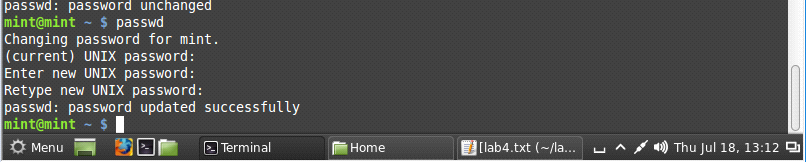 passwd: password unchanged
mint@mint ~ $ passwd
Changing password for mint.
(current) UNIX password:
Enter new UNIX password:
Retype new UNIX password:
passwd: password updated successfully
mint@mint ~ $
Menu Terminal Home [lab4.txt (~/la... Thu Jul 18, 13:12